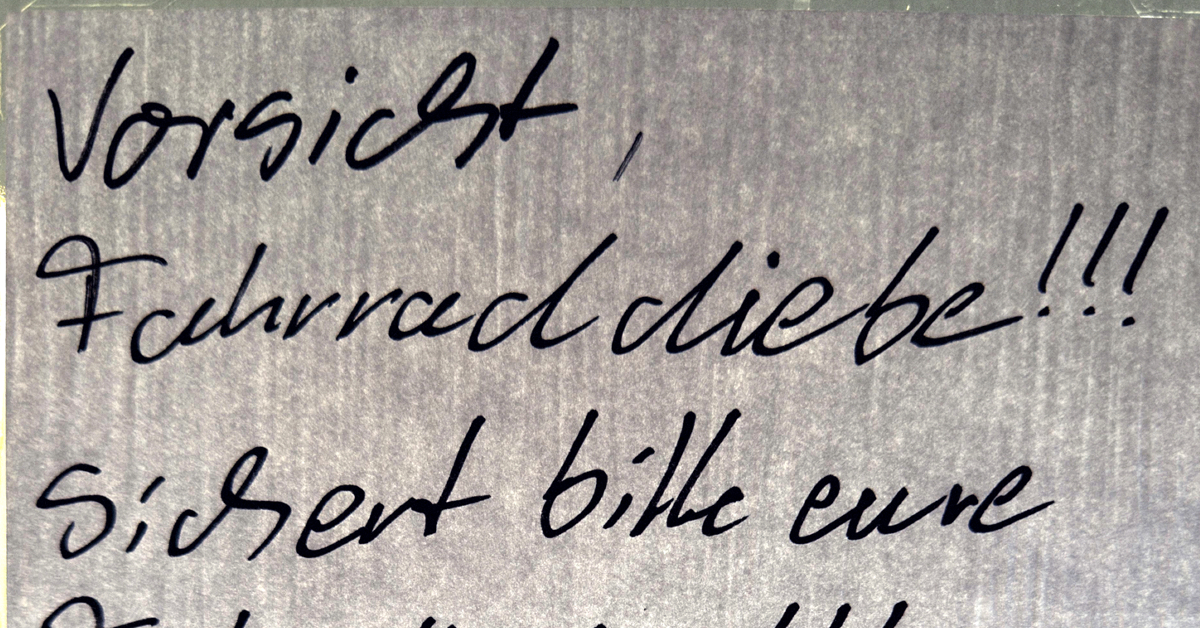 Vorsicht,
Fahrraddiebe!!!
Sichert bitte eure